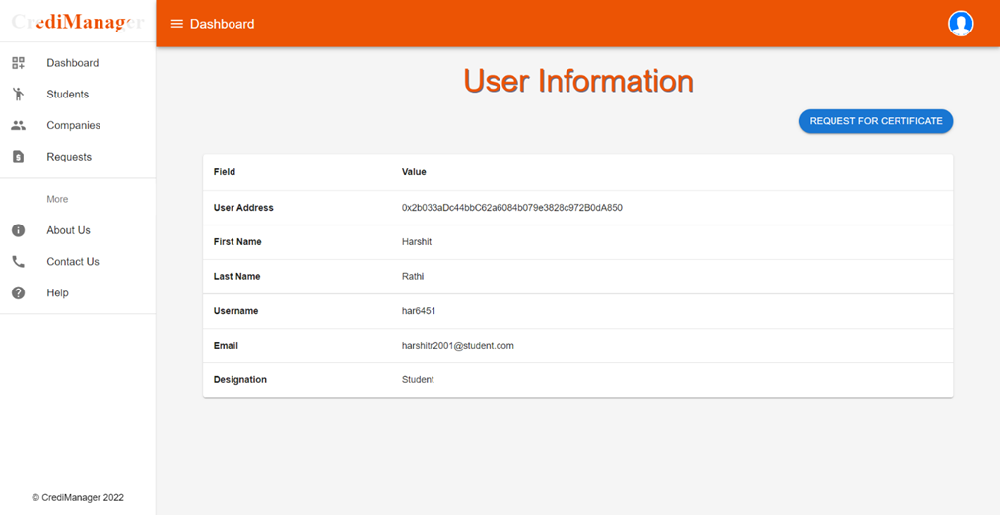 CrediManager
Dashboard
Dashboard
Students
Companies
Requests
More
About Us
Contact Us
Help
© CrediManager 2022
User Information
REQUEST FOR CERTIFICATE
Field Value
User Address 0x2b033aDc44bbC62a6084b079e3828c972B0dA850
First Name Harshit
Last Name Rathi
Username har6451
Email harshitr2001@student.com
Designation Student